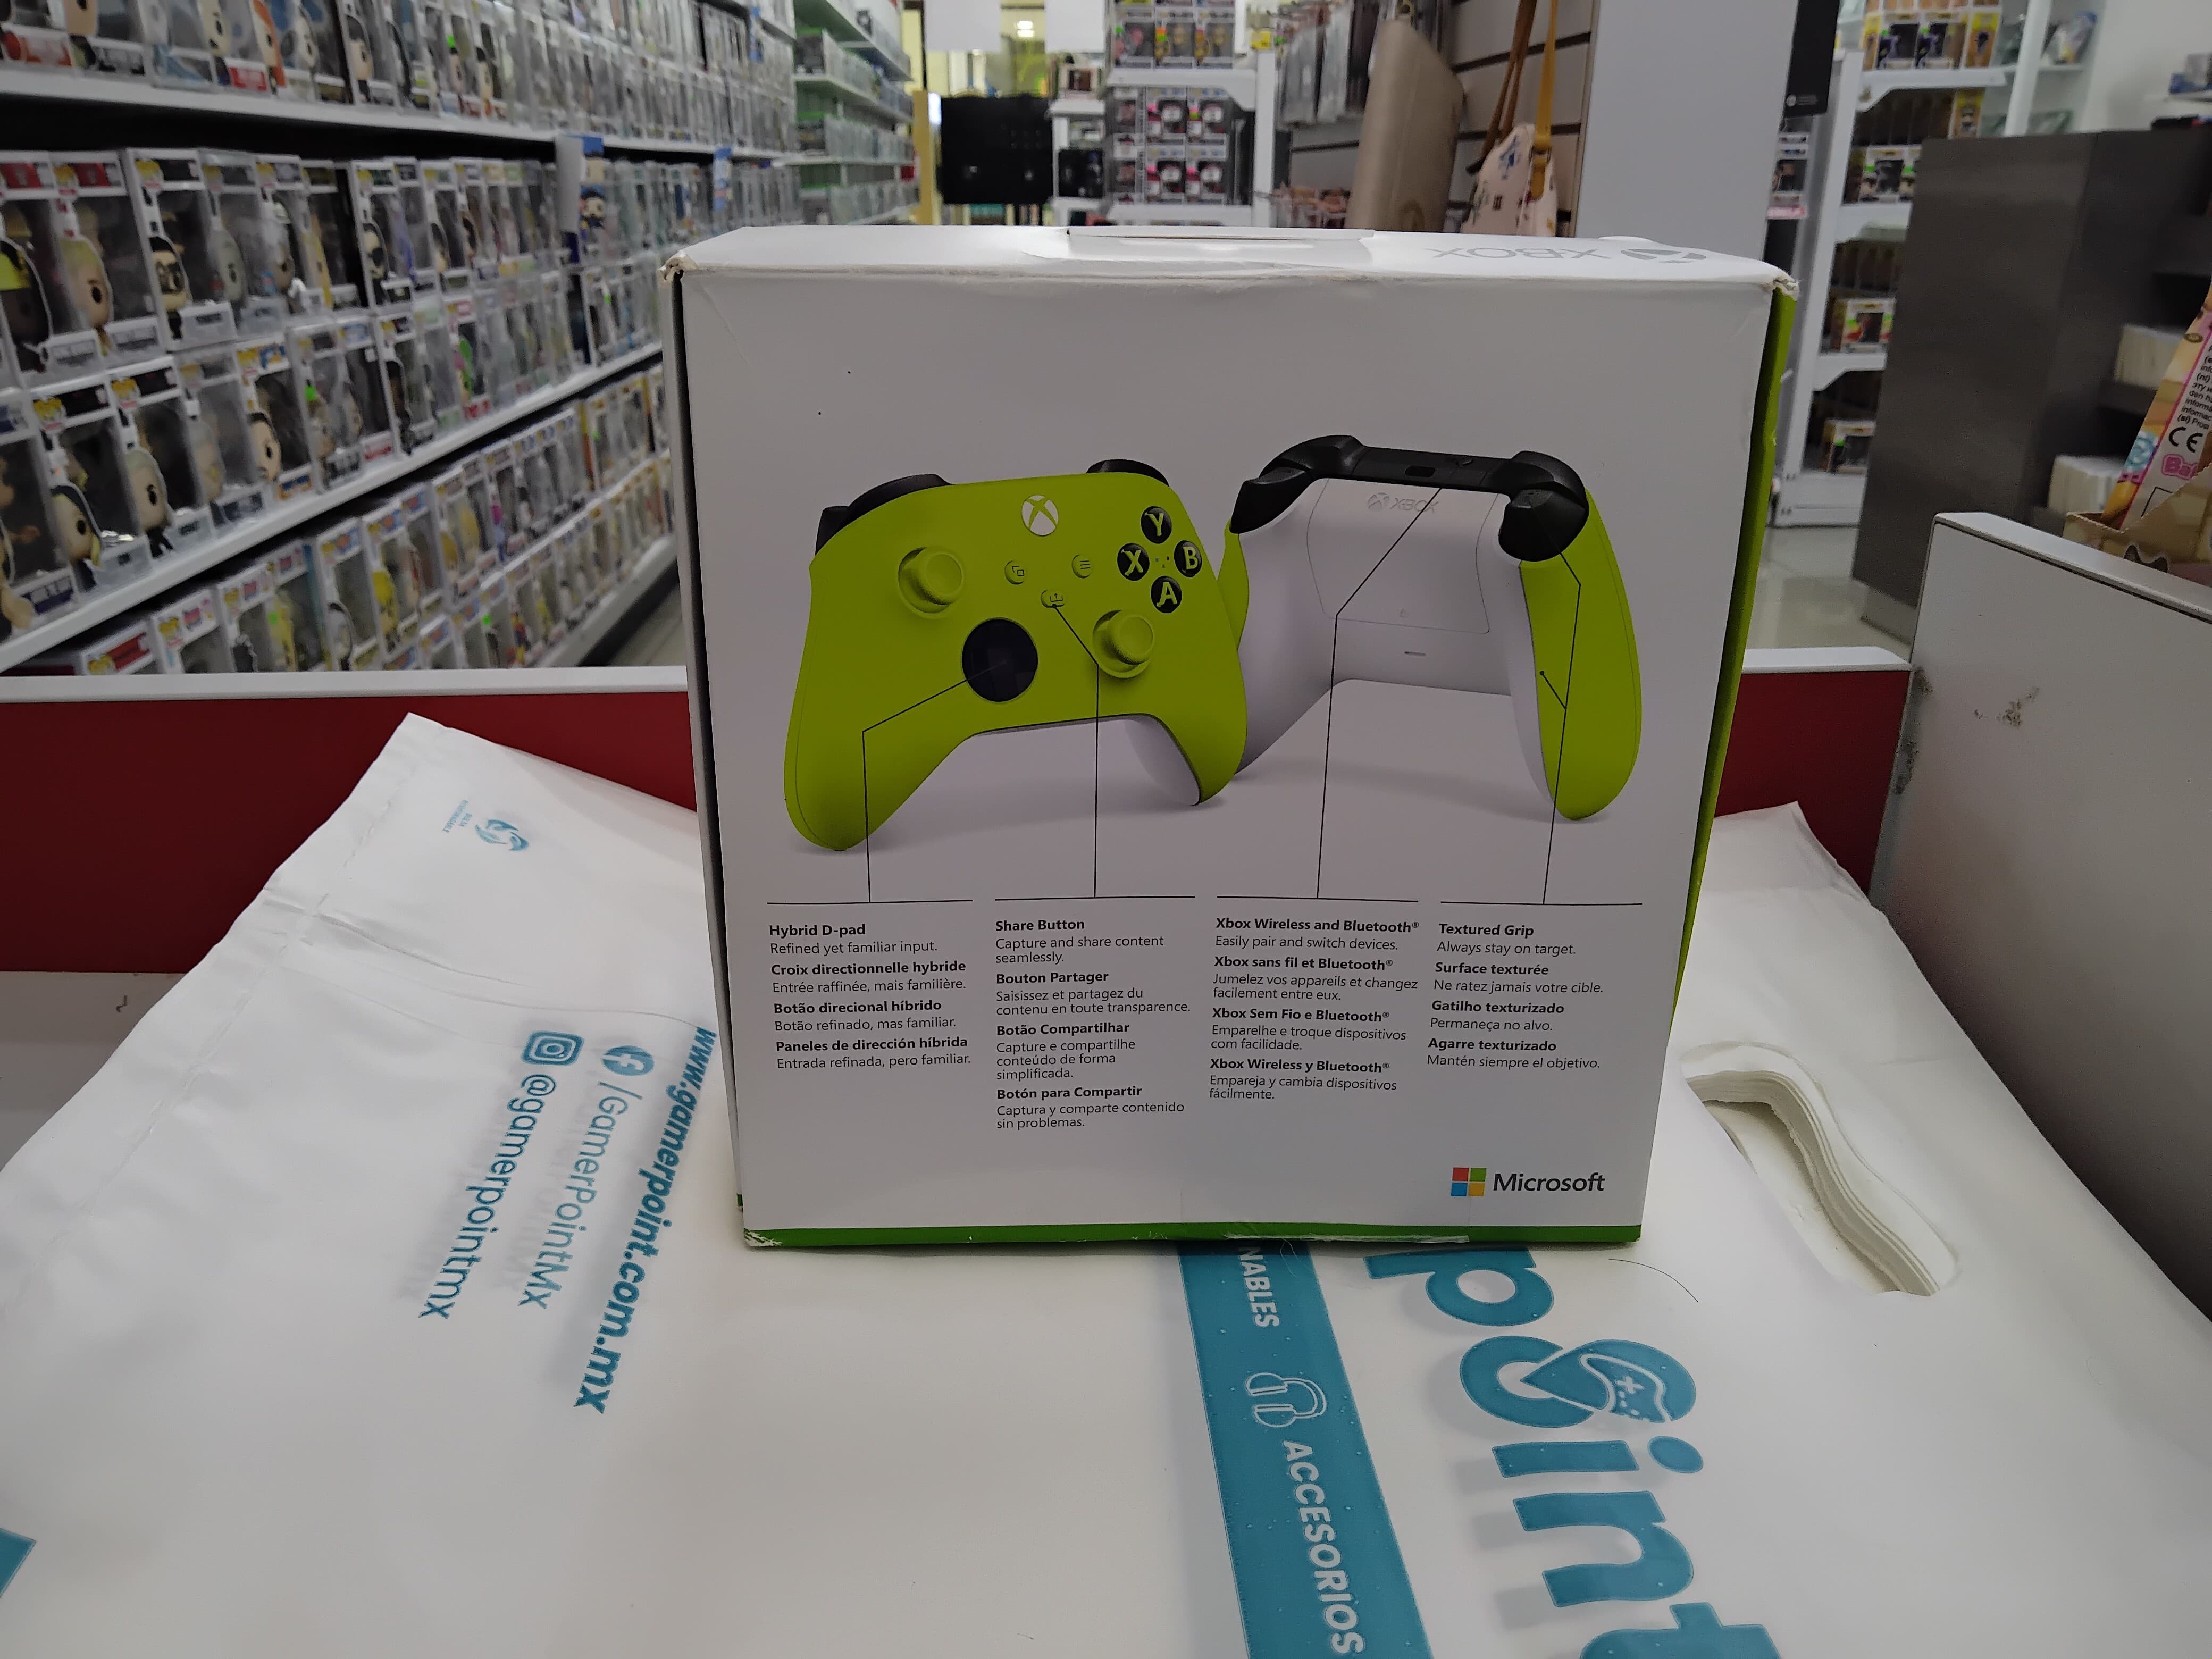 XBOX
XBOX
Y
X
B
A
Hybrid D-pad
Refined yet familiar input.
Croix directionnelle hybride
Entrée raffinée, mais familière.
Botão direcional híbrido
Botão refinado, mas familiar.
Paneles de dirección híbrida
Entrada refinada, pero familiar.
Share Button
Capture and share content
seamlessly.
Bouton Partager
Saisissez et partagez du
contenu en toute transparence.
Botão Compartilhar
Capture e compartilhe
conteúdo de forma
simplificada.
Botón para Compartir
Captura y comparte contenido
sin problemas.
Xbox Wireless and Bluetooth®
Easily pair and switch devices.
Xbox sans fil et Bluetooth®
Jumelez vos appareils et changez
facilement entre eux.
Xbox Sem Fio e Bluetooth®
Emparelhe e troque dispositivos
com facilidade.
Xbox Wireless y Bluetooth®
Empareja y cambia dispositivos
fácilmente.
Textured Grip
Always stay on target.
Surface texturée
Ne ratez jamais votre cible.
Gatilho texturizado
Permaneça no alvo.
Agarre texturizado
Mantén siempre el objetivo.
Microsoft
www.gamerpoint.com.mx
/GamerPointMx
@gamerpointmx
NABLES
ACCESORIOS
point
CE